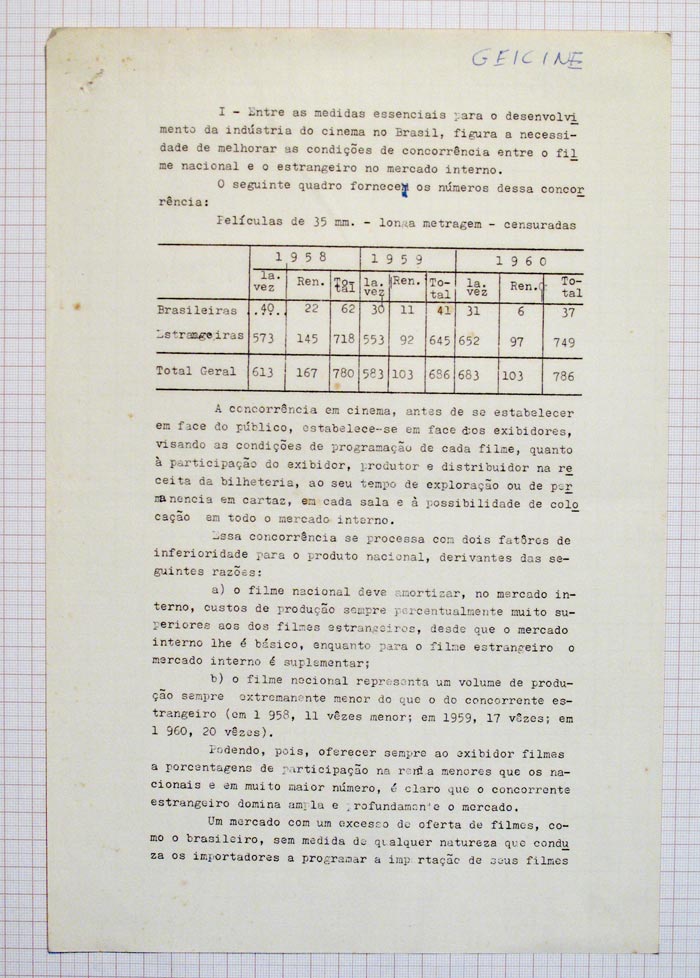 GEICINE
I - Entre as medidas essenciais para o desenvolvi
mento da indústria do cinema no Brasil, figura a necessi-
dade de melhorar as condições de concorrência entre o fil
me nacional e o estrangeiro no mercado interno.
O seguinte quadro fornece os números dessa concor
rência:
Películas de 35 mm. - longa metragem - censuradas
1 9 5 8 1 9 5 9 1 9 6 0
la. vez Ren. To- tal la. vez Ren. To- tal la. vez Ren. To- tal
Brasileiras .40. 22 62 30 11 41 31 6 37
Estrangeiras 573 145 718 553 92 645 652 97 749
Total Geral 613 167 780 583 103 686 683 103 786
A concorrência em cinema, antes de se estabelecer
em face do público, estabelece-se em face dos exibidores,
visando as condições de programação de cada filme, quanto
à participação do exibidor, produtor e distribuidor na re
ceita da bilheteria, ao seu tempo de exploração ou de per
manencia em cartaz, em cada sala e à possibilidade de colo
cação em todo o mercado interno.
Essa concorrência se processa com dois fatôres de
inferioridade para o produto nacional, derivantes das se-
guintes razões:
a) o filme nacional deve amortizar, no mercado in-
terno, custos de produção sempre percentualmente muito su-
periores aos dos filmes estrangeiros, desde que o mercado
interno lhe é básico, enquanto para o filme estrangeiro o
mercado interno é suplementar;
b) o filme nacional representa um volume de produ-
ção sempre extremanente menor do que o do concorrente es-
trangeiro (em 1 958, 11 vêzes menor; em 1959, 17 vêzes; em
1 960, 20 vêzes).
Podendo, pois, oferecer sempre ao exibidor filmes
a porcentagens de participação na renda menores que os na-
cionais e em muito maior número, é claro que o concorrente
estrangeiro domina ampla e profundamente o mercado.
Um mercado com um excesso de oferta de filmes, co-
mo o brasileiro, sem medida de qualquer natureza que condu
za os importadores a programar a importação de seus filmes